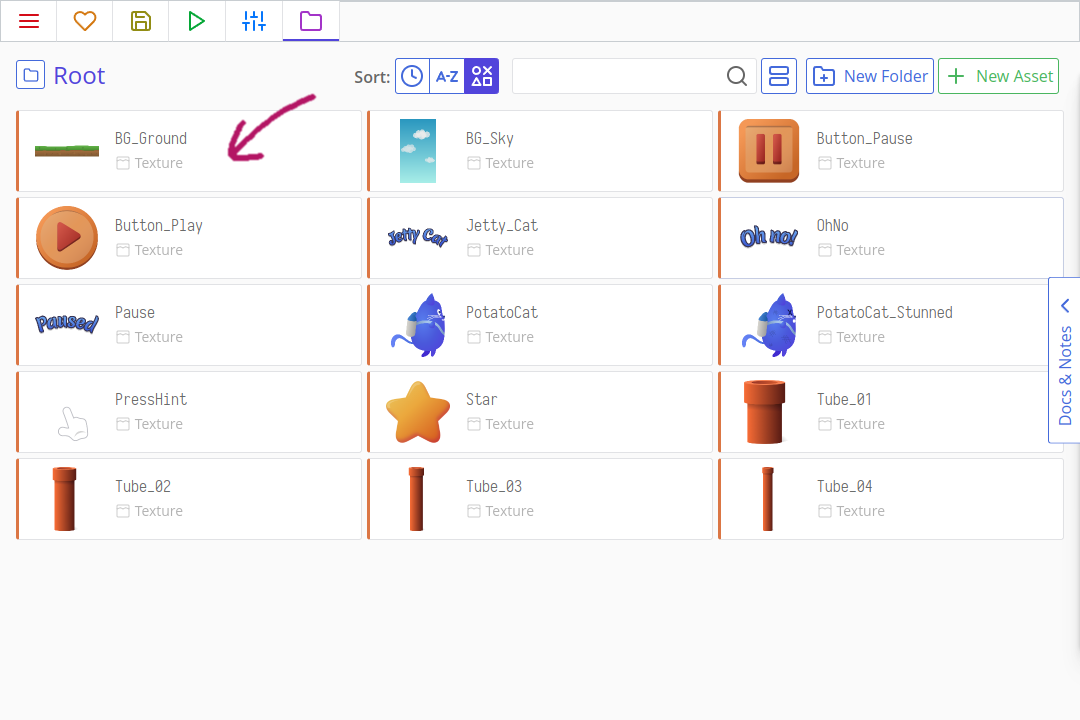 Root
Sort:
A-Z
New Folder
New Asset
BG_Ground
Texture
BG_Sky
Texture
Button_Pause
Texture
Button_Play
Texture
Jetty Cat
Jetty_Cat
Texture
Oh no!
OhNo
Texture
Paused
Pause
Texture
PotatoCat
Texture
PotatoCat_Stunned
Texture
PressHint
Texture
Star
Texture
Tube_01
Texture
Tube_02
Texture
Tube_03
Texture
Tube_04
Texture
Docs & Notes